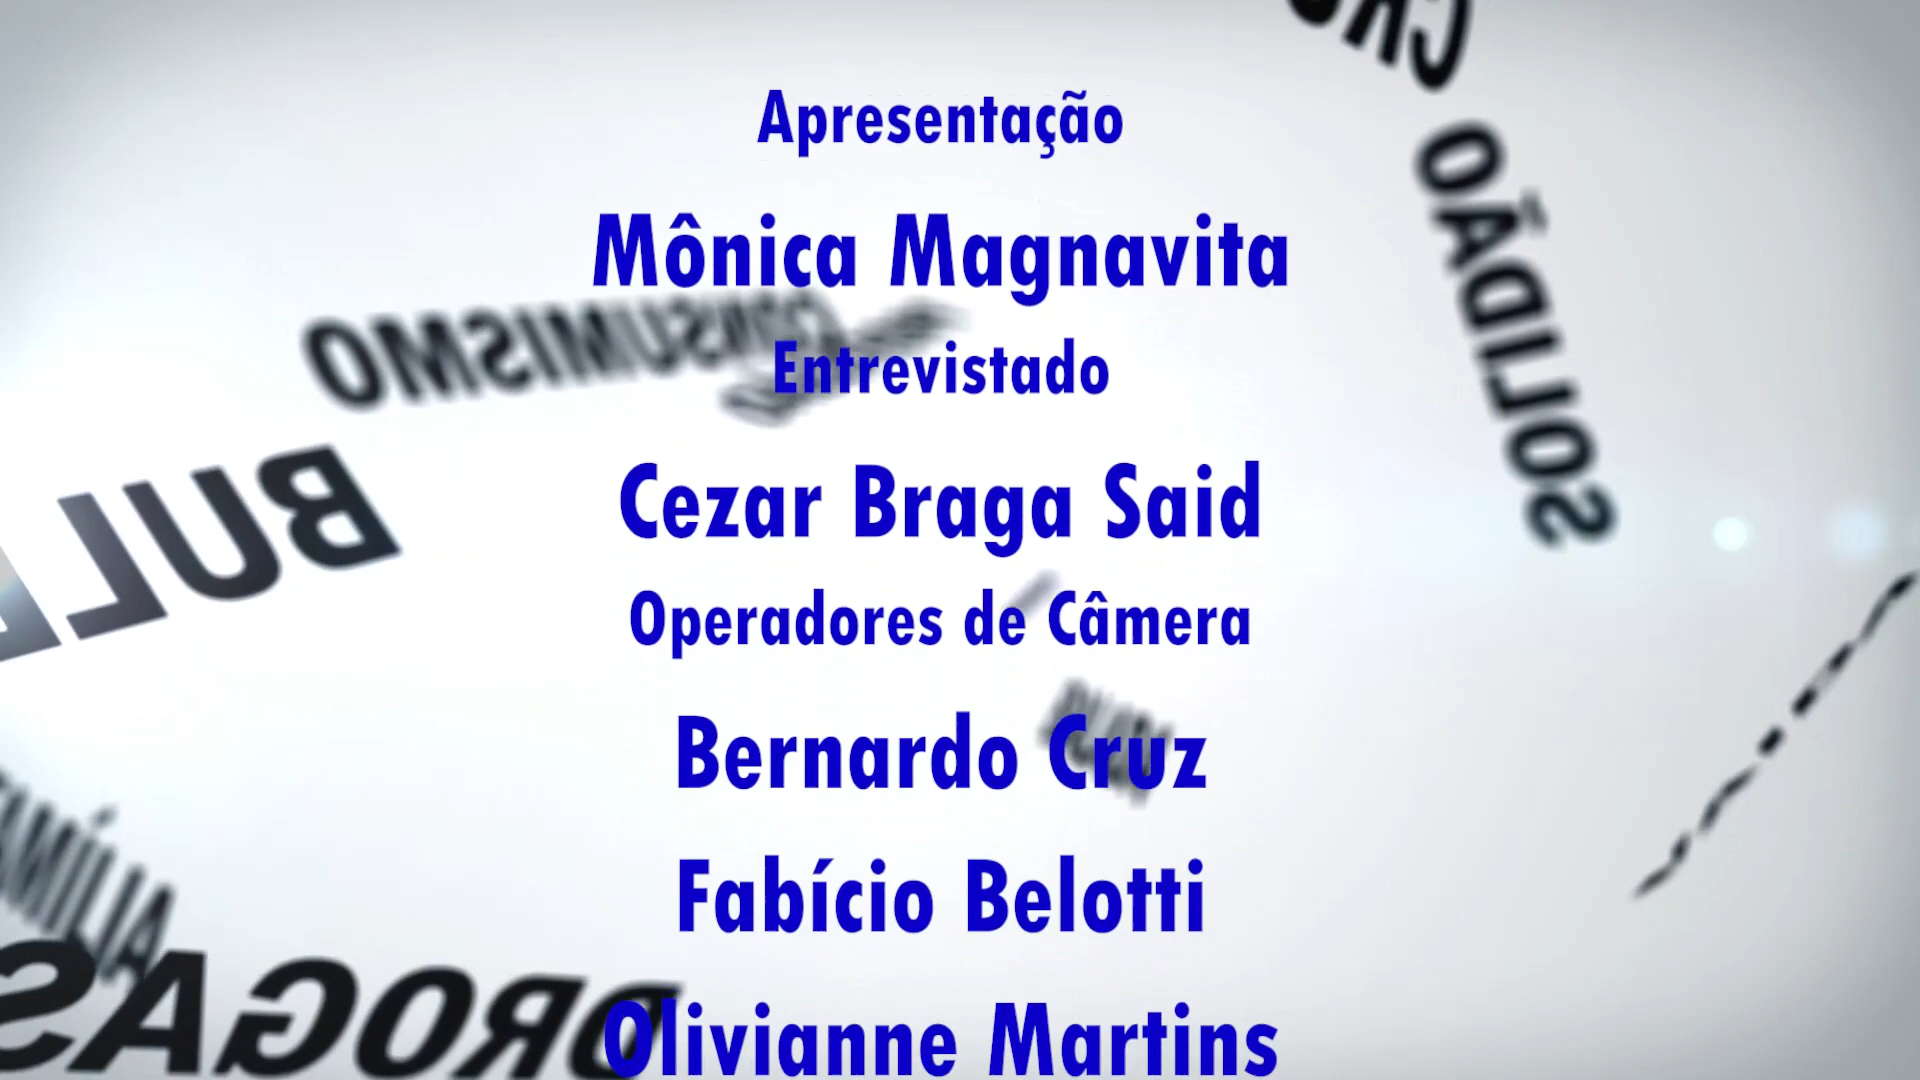 Apresentação
Mônica Magnavita
Entrevistado
Cezar Braga Said
Operadores de Câmera
Bernardo Cruz
Fabício Belotti
Olivianne Martins
CONSUMISMO
SOLIDÃO
FAMÍLIA
DROGAS